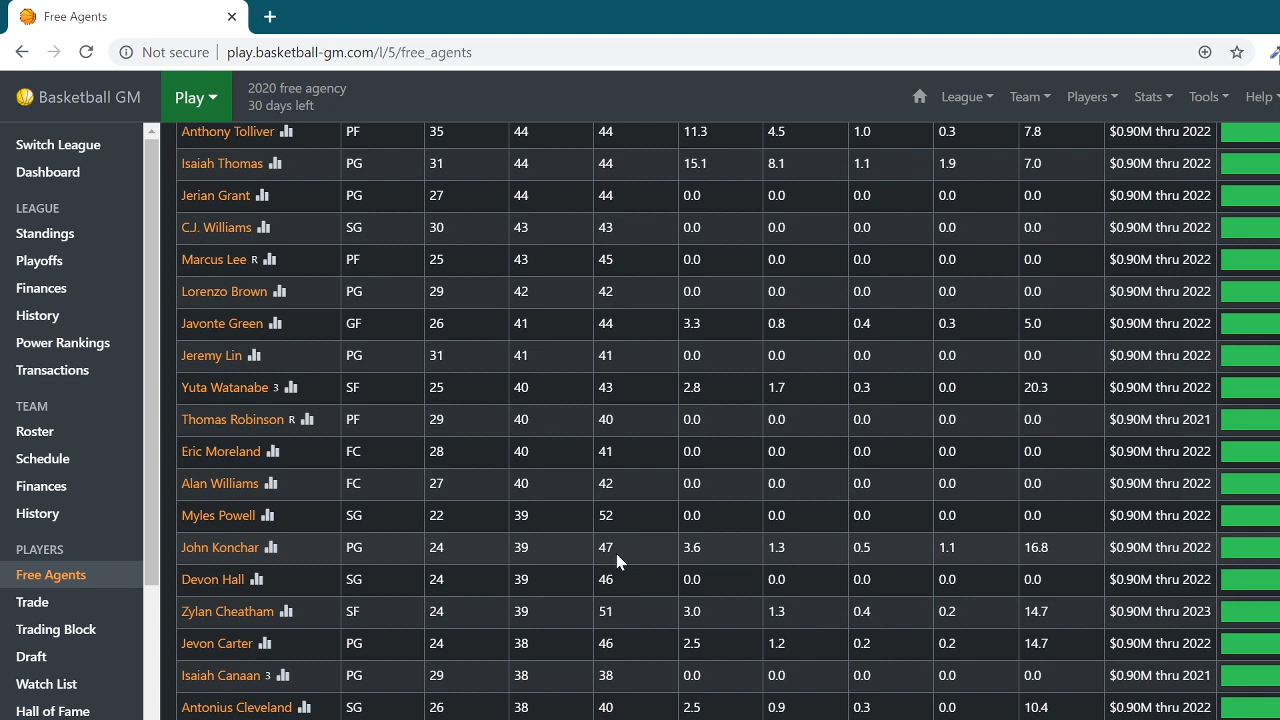 Free Agents
Not secure play.basketball-gm.com/l/5/free_agents
Basketball GM Play 2020 free agency League Team Players Stats Tools Help
30 days left
Switch League
Dashboard
LEAGUE
Standings
Playoffs
Finances
History
Power Rankings
Transactions
TEAM
Roster
Schedule
Finances
History
PLAYERS
Free Agents
Trade
Trading Block
Draft
Watch List
Hall of Fame
Anthony Tolliver PF 35 44 44 11.3 4.5 1.0 0.3 7.8 $0.90M thru 2022
Isaiah Thomas PG 31 44 44 15.1 8.1 1.1 1.9 7.0 $0.90M thru 2022
Jerian Grant PG 27 44 44 0.0 0.0 0.0 0.0 0.0 $0.90M thru 2022
C.J. Williams SG 30 43 43 0.0 0.0 0.0 0.0 0.0 $0.90M thru 2022
Marcus Lee R PF 25 43 45 0.0 0.0 0.0 0.0 0.0 $0.90M thru 2022
Lorenzo Brown PG 29 42 42 0.0 0.0 0.0 0.0 0.0 $0.90M thru 2022
Javonte Green GF 26 41 44 3.3 0.8 0.4 0.3 5.0 $0.90M thru 2022
Jeremy Lin PG 31 41 41 0.0 0.0 0.0 0.0 0.0 $0.90M thru 2022
Yuta Watanabe 3 SF 25 40 43 2.8 1.7 0.3 0.0 20.3 $0.90M thru 2022
Thomas Robinson R PF 29 40 40 0.0 0.0 0.0 0.0 0.0 $0.90M thru 2021
Eric Moreland FC 28 40 41 0.0 0.0 0.0 0.0 0.0 $0.90M thru 2022
Alan Williams FC 27 40 42 0.0 0.0 0.0 0.0 0.0 $0.90M thru 2022
Myles Powell SG 22 39 52 0.0 0.0 0.0 0.0 0.0 $0.90M thru 2022
John Konchar PG 24 39 47 3.6 1.3 0.5 1.1 16.8 $0.90M thru 2022
Devon Hall SG 24 39 46 0.0 0.0 0.0 0.0 0.0 $0.90M thru 2022
Zylan Cheatham SF 24 39 51 3.0 1.3 0.4 0.2 14.7 $0.90M thru 2023
Jevon Carter PG 24 38 46 2.5 1.2 0.2 0.2 14.7 $0.90M thru 2022
Isaiah Canaan 3 PG 29 38 38 0.0 0.0 0.0 0.0 0.0 $0.90M thru 2021
Antonius Cleveland SG 26 38 40 2.5 0.9 0.3 0.0 10.4 $0.90M thru 2022